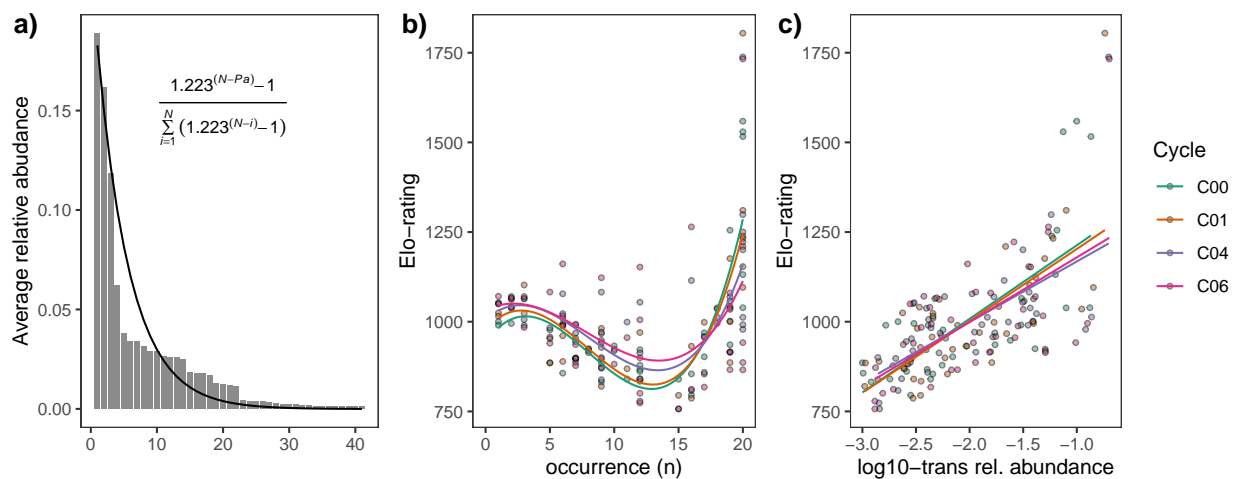 a)
Average relative abudance
0.15
0.10
0.05
0.00
0 10 20 30 40
1.223(N−Pa)−1
N
∑ (1.223(N−i)−1)
i=1
b)
Elo−rating
1750
1500
1250
1000
750
0 5 10 15 20
occurrence (n)
c)
Elo−rating
1750
1500
1250
1000
750
−3.0 −2.5 −2.0 −1.5 −1.0
log10−trans rel. abundance
Cycle
C00
C01
C04
C06